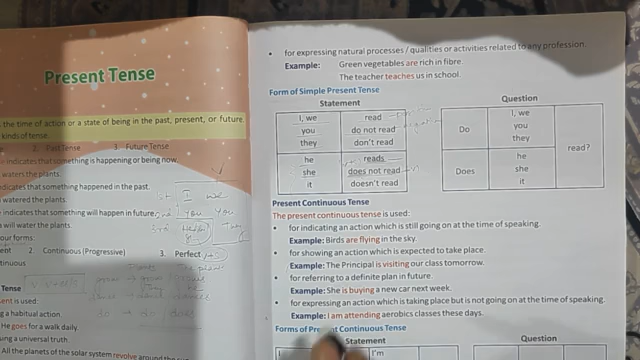 Present Tense
the time of action or a state of being in the past, present, or future
kinds of tense.
2. Past Tense 3. Future Tense
indicates that something is happening or being now.
waters the plants.
indicates that something happened in the past.
watered the plants.
indicates that something will happen in future.
will water the plants.
four forms:
2. Continuous (Progressive) 3. Perfect
Tense
is used:
a habitual action.
He goes for a walk daily.
a universal truth.
All the planets of the solar system revolve around the
I we
You You
They
• for expressing natural processes / qualities or activities related to any profession.
Example: Green vegetables are rich in fibre.
The teacher teaches us in school.
Form of Simple Present Tense
Statement
I, we
you
they
read
do not read
don't read
he
she
it
reads
does not read
doesn't read
Question
Do
I, we
you
they
read?
Does
he
she
it
Present Continuous Tense
The present continuous tense is used:
• for indicating an action which is still going on at the time of speaking.
Example: Birds are flying in the sky.
• for showing an action which is expected to take place.
Example: The Principal is visiting our class tomorrow.
• for referring to a definite plan in future.
Example: She is buying a new car next week.
• for expressing an action which is taking place but is not going on at the time of speaking.
Example: I am attending aerobics classes these days.
Forms of Present Continuous Tense
Statement
Question
I
I'm